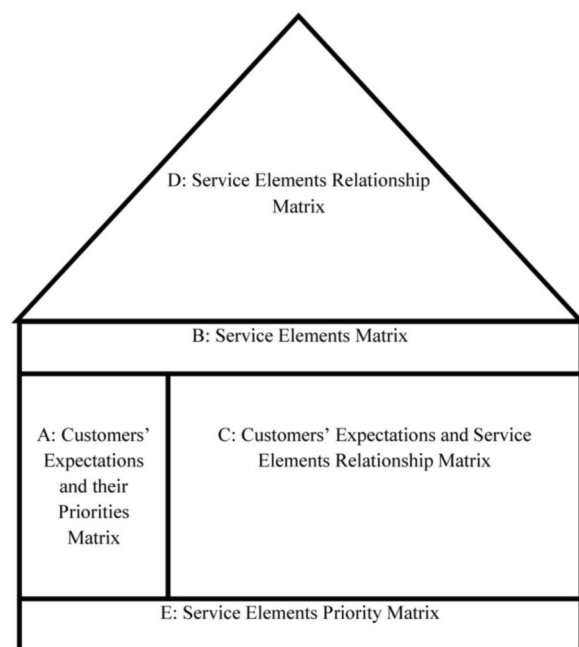 D: Service Elements Relationship
Matrix
B: Service Elements Matrix
A: Customers’
Expectations
and their
Priorities
Matrix
C: Customers’ Expectations and Service
Elements Relationship Matrix
E: Service Elements Priority Matrix